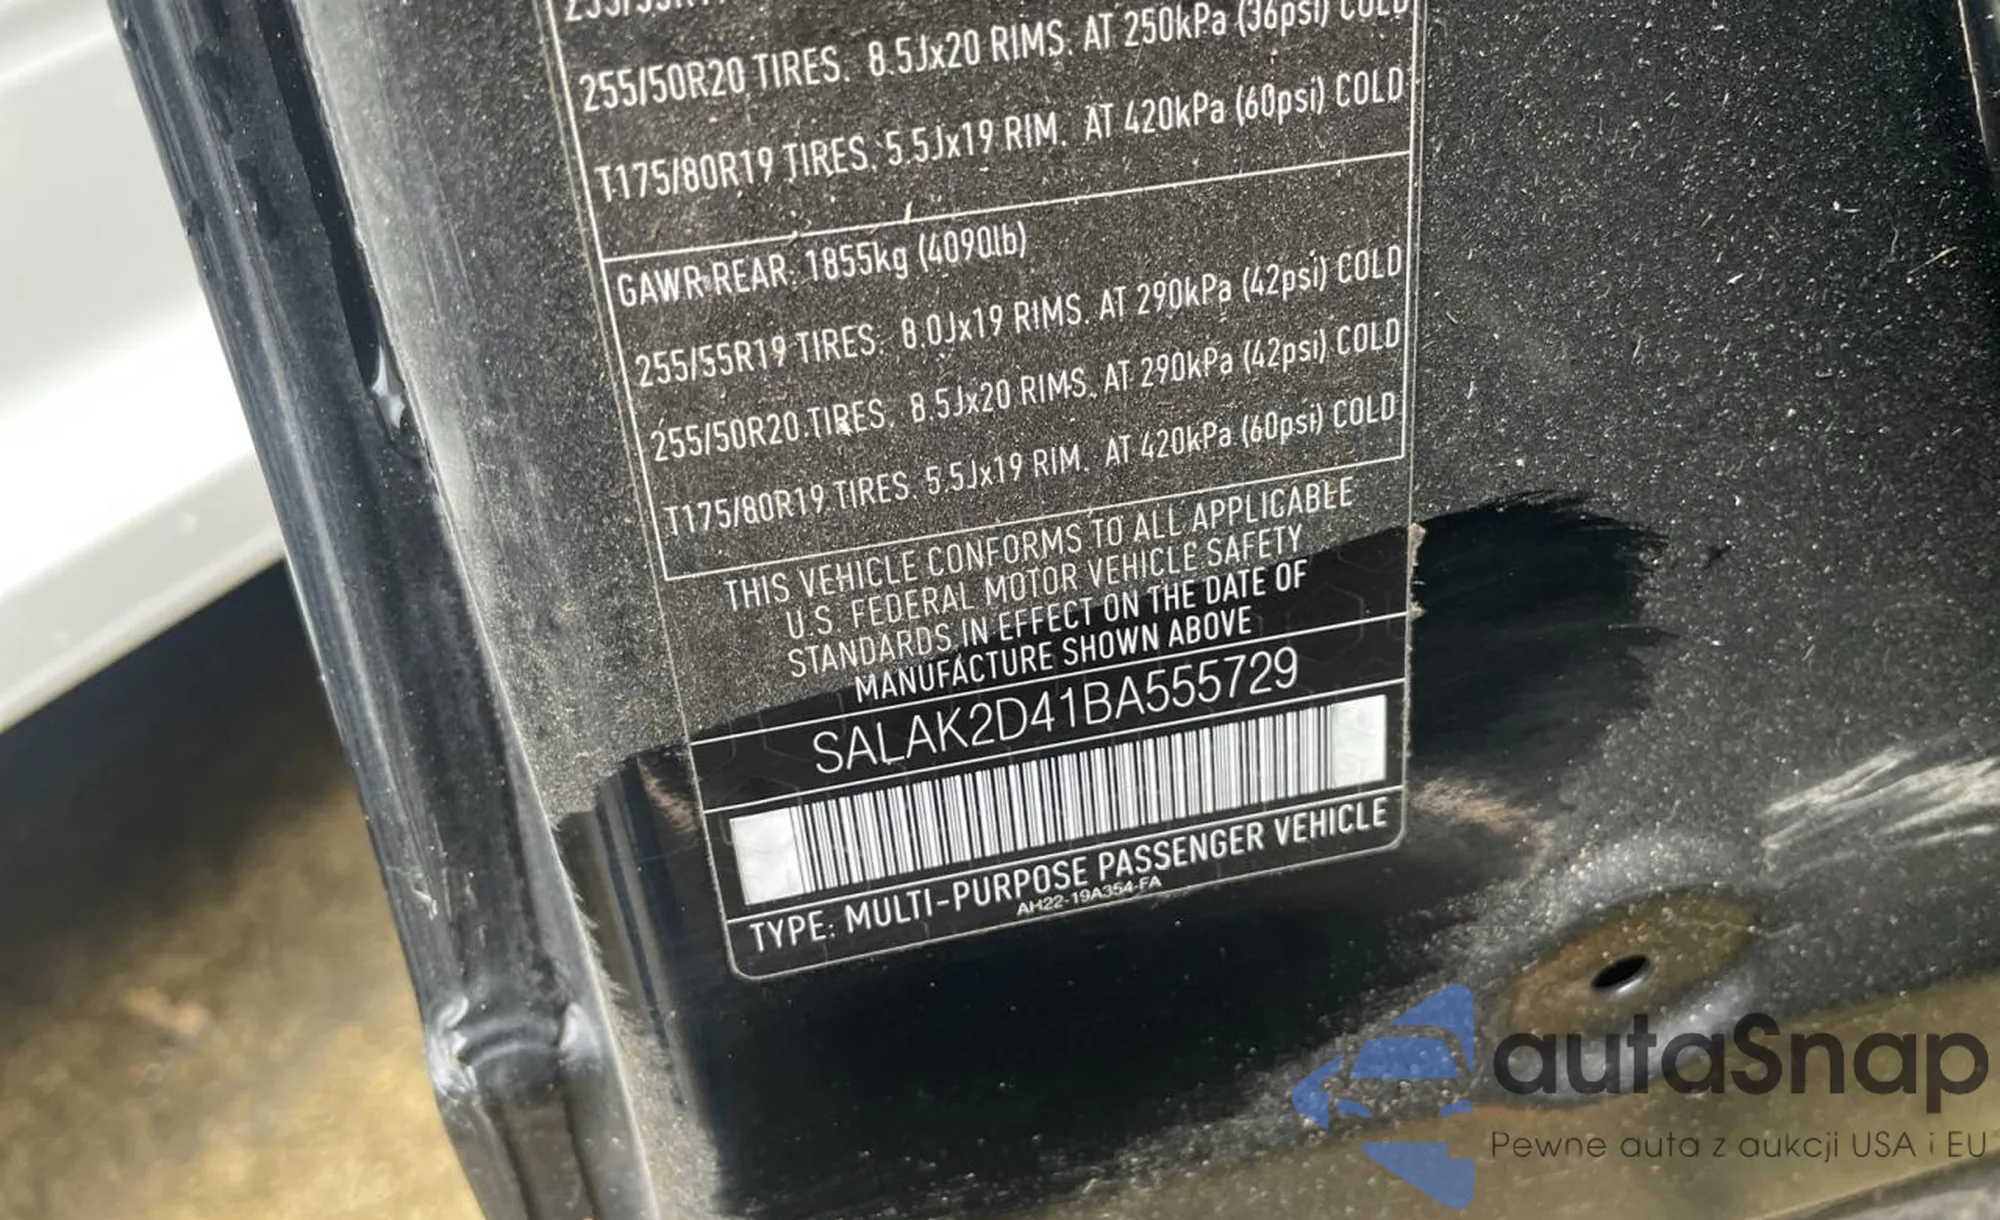 255/50R20 TIRES. 8.5Jx20 RIMS. AT 250kPa (36psi) COLD
T175/80R19 TIRES. 5.5Jx19 RIM. AT 420kPa (60psi) COLD
GAWR REAR: 1855kg (4090lb)
255/55R19 TIRES. 8.0Jx19 RIMS. AT 290kPa (42psi) COLD
255/50R20 TIRES. 8.5Jx20 RIMS. AT 290kPa (42psi) COLD
T175/80R19 TIRES. 5.5Jx19 RIM. AT 420kPa (60psi) COLD
THIS VEHICLE CONFORMS TO ALL APPLICABLE
U.S. FEDERAL MOTOR VEHICLE SAFETY
STANDARDS IN EFFECT ON THE DATE OF
MANUFACTURE SHOWN ABOVE
SALAK2D41BA555729
TYPE: MULTI-PURPOSE PASSENGER VEHICLE
AH22-19A354-FA
autaSnap
Pewne auta z aukcji USA i EU